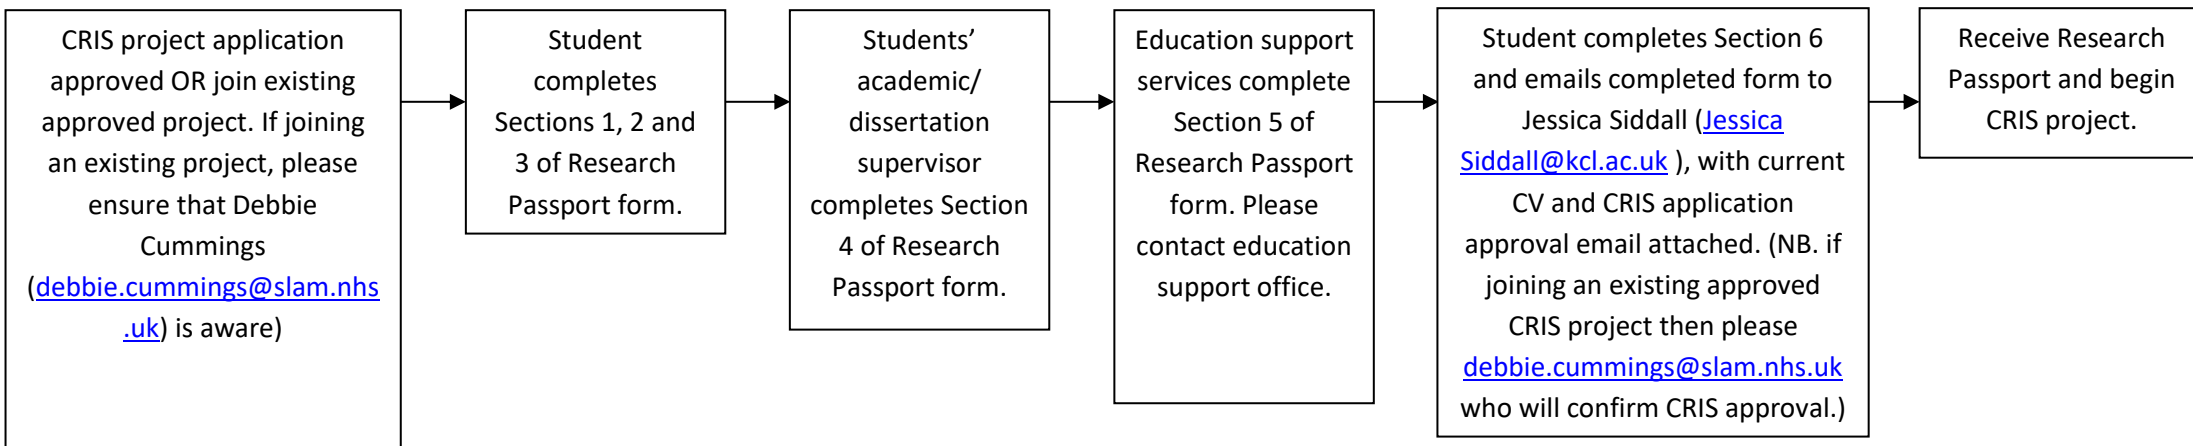 CRIS project application
approved OR join existing
approved project. If joining
an existing project, please
ensure that Debbie
Cummings
(debbie.cummings@slam.nhs
.uk) is aware)
Student
completes
Sections 1, 2 and
3 of Research
Passport form.
Students’
academic/
dissertation
supervisor
completes Section
4 of Research
Passport form.
Education support
services complete
Section 5 of
Research Passport
form. Please
contact education
support office.
Student completes Section 6
and emails completed form to
Jessica Siddall (Jessica
Siddall@kcl.ac.uk ), with current
CV and CRIS application
approval email attached. (NB. if
joining an existing approved
CRIS project then please
debbie.cummings@slam.nhs.uk
who will confirm CRIS approval.)
Receive Research
Passport and begin
CRIS project.